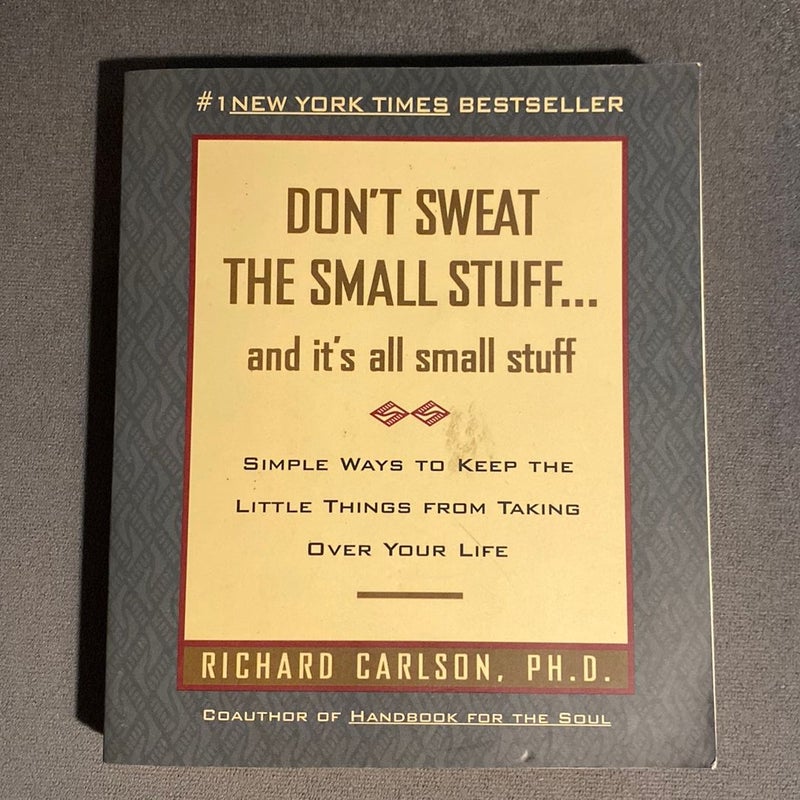 #1 NEW YORK TIMES BESTSELLER
DON'T SWEAT
THE SMALL STUFF...
and it's all small stuff
SIMPLE WAYS TO KEEP THE
LITTLE THINGS FROM TAKING
OVER YOUR LIFE
RICHARD CARLSON, PH.D.
COAUTHOR OF HANDBOOK FOR THE SOUL